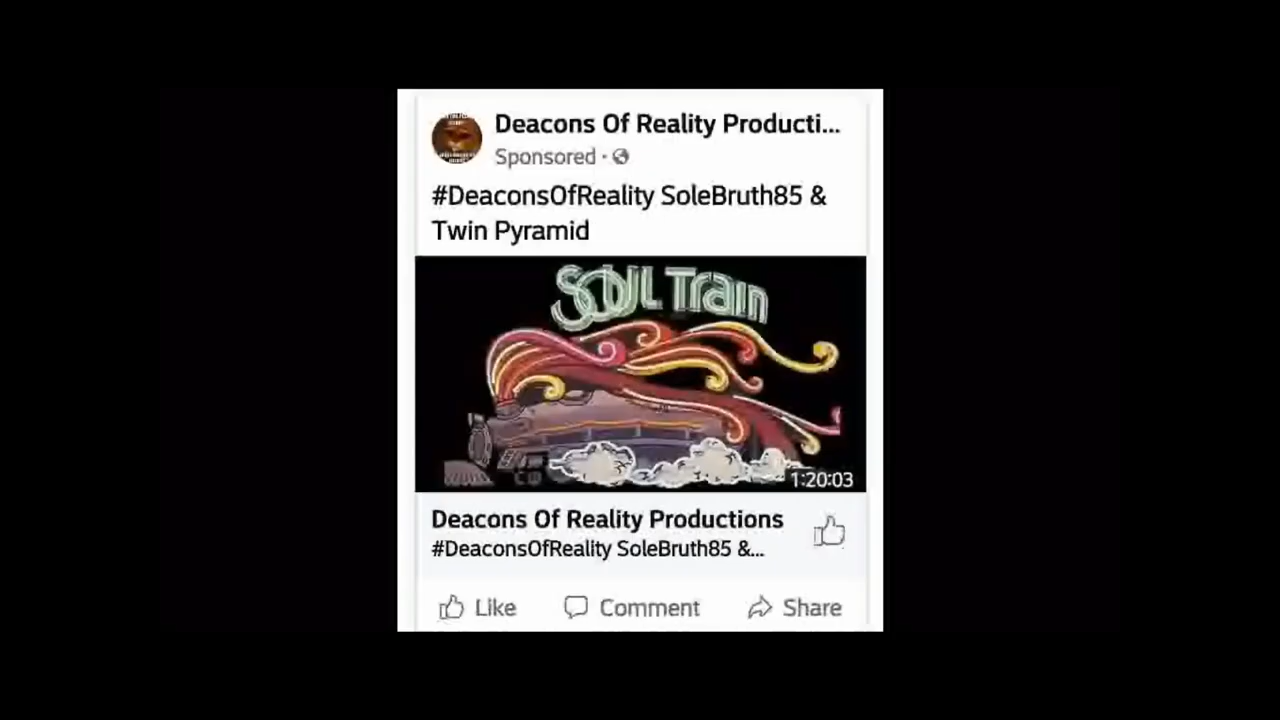 Deacons Of Reality Producti...
Sponsored ·
#DeaconsOfReality SoleBruth85 &
Twin Pyramid
SOUL Train
1:20:03
Deacons Of Reality Productions
#DeaconsOfReality SoleBruth85 &...
Like Comment Share